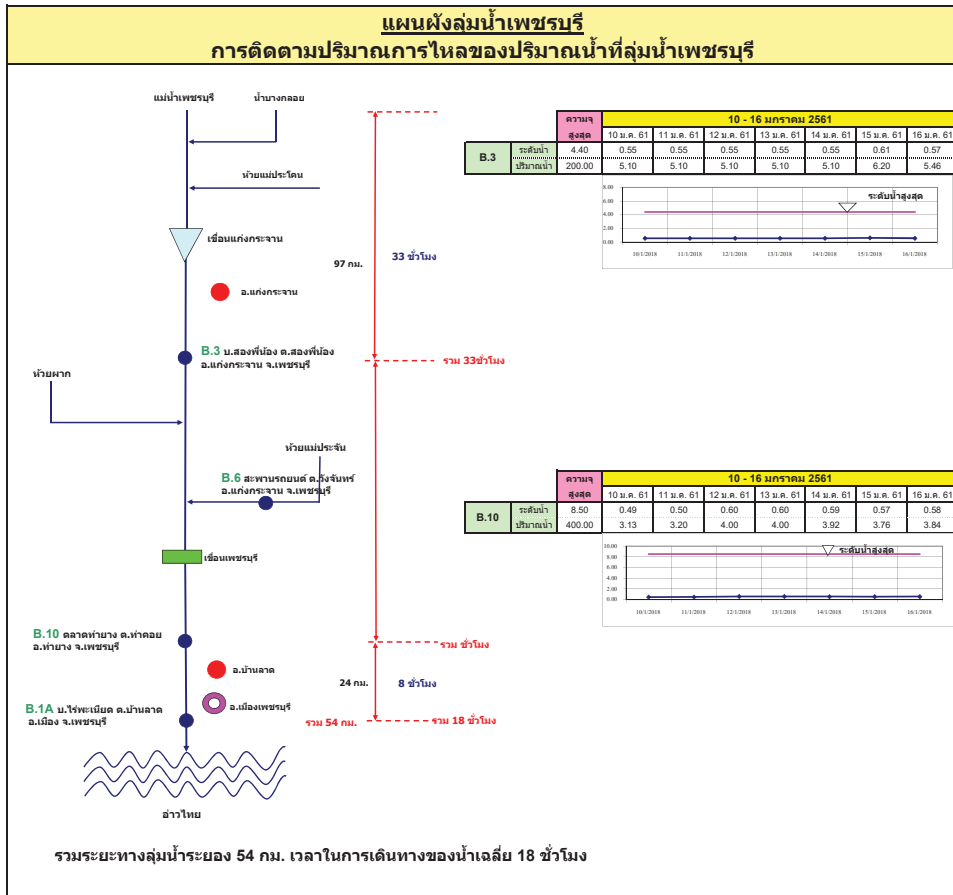 แผนผังลุ่มน้ำเพชรบุรี
การติดตามปริมาณการไหลของปริมาณน้ำที่ลุ่มน้ำเพชรบุรี
แม่น้ำเพชรบุรี
น้ำบางกลอย
ห้วยแม่ประโดน
เขื่อนแก่งกระจาน
97 กม.
33 ชั่วโมง
อ.แก่งกระจาน
B.3 บ.สองพี่น้อง ต.สองพี่น้อง
อ.แก่งกระจาน จ.เพชรบุรี
รวม 33ชั่วโมง
ห้วยผาก
ห้วยแม่ประจัน
B.6 สะพานรถยนต์ ต.วังจันทร์
อ.แก่งกระจาน จ.เพชรบุรี
เขื่อนเพชรบุรี
B.10 ตลาดท่ายาง ต.ท่าคอย
อ.ท่ายาง จ.เพชรบุรี
รวม ชั่วโมง
อ.บ้านลาด
24 กม.
8 ชั่วโมง
อ.เมืองเพชรบุรี
B.1A บ.ไร่พะเนียด ต.บ้านลาด
อ.เมือง จ.เพชรบุรี
รวม 54 กม.
รวม 18 ชั่วโมง
อ่าวไทย
รวมระยะทางลุ่มน้ำระยอง 54 กม. เวลาในการเดินทางของน้ำเฉลี่ย 18 ชั่วโมง
ความจุ 10 - 16 มกราคม 2561
สูงสุด 10 ม.ค. 61 11 ม.ค. 61 12 ม.ค. 61 13 ม.ค. 61 14 ม.ค. 61 15 ม.ค. 61 16 ม.ค. 61
B.3
ระดับน้ำ 4.40 0.55 0.55 0.55 0.55 0.55 0.61 0.57
ปริมาณน้ำ 200.00 5.10 5.10 5.10 5.10 5.10 6.20 5.46
8.00
6.00
4.00
2.00
0.00
ระดับน้ำสูงสุด
10/1/2018 11/1/2018 12/1/2018 13/1/2018 14/1/2018 15/1/2018 16/1/2018
ความจุ 10 - 16 มกราคม 2561
สูงสุด 10 ม.ค. 61 11 ม.ค. 61 12 ม.ค. 61 13 ม.ค. 61 14 ม.ค. 61 15 ม.ค. 61 16 ม.ค. 61
B.10
ระดับน้ำ 8.50 0.49 0.50 0.60 0.60 0.59 0.57 0.58
ปริมาณน้ำ 400.00 3.13 3.20 4.00 4.00 3.92 3.76 3.84
10.00
8.00
6.00
4.00
2.00
0.00
ระดับน้ำสูงสุด
10/1/2018 11/1/2018 12/1/2018 13/1/2018 14/1/2018 15/1/2018 16/1/2018